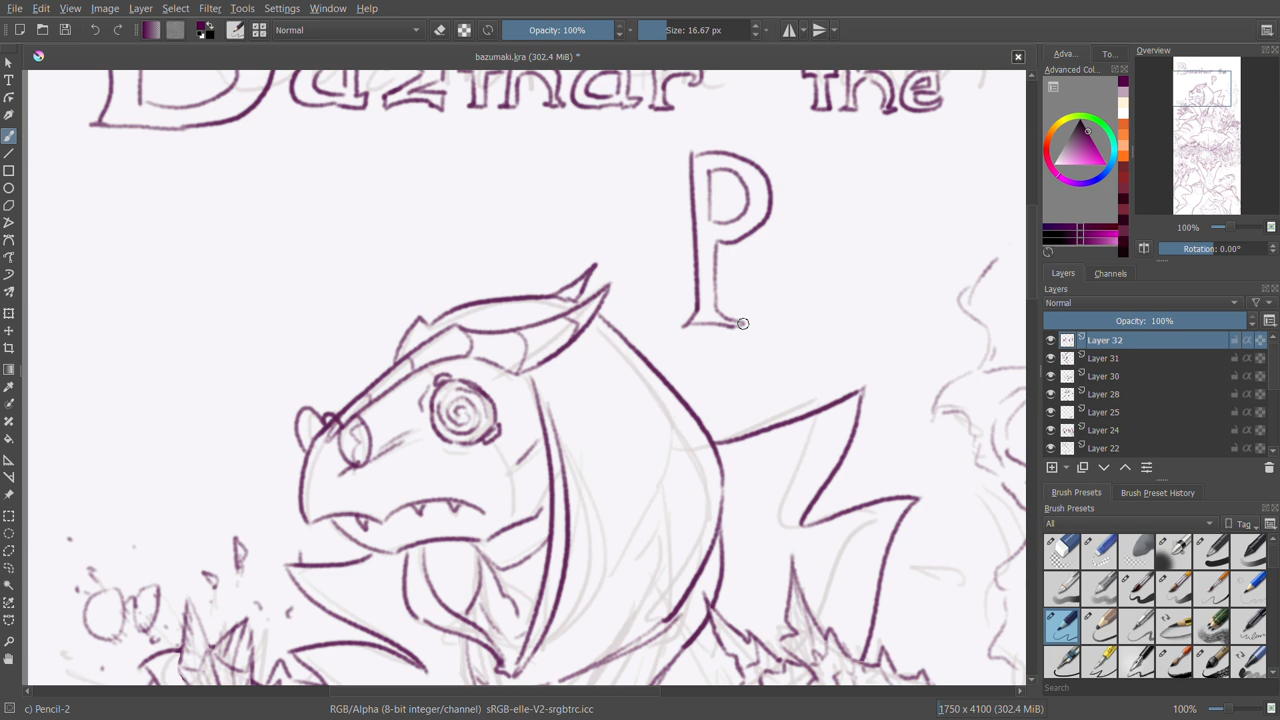 File Edit View Image Layer Select Filter Tools Settings Window Help
Normal Opacity: 100% Size: 16.67 px
bazumaki.kra (302.4 MiB) *
Bazmar the
P
Adva... To...
Advanced Col...
Overview
100%
Rotation: 0.00°
Layers Channels
Layers
Normal
Opacity: 100%
Layer 32
Layer 31
Layer 30
Layer 28
Layer 25
Layer 24
Layer 22
Brush Presets Brush Preset History
Brush Presets
All Tag
Search
c) Pencil-2 RGB/Alpha (8-bit integer/channel) sRGB-elle-V2-srgbtrc.icc 1750 x 4100 (302.4 MiB) 100%